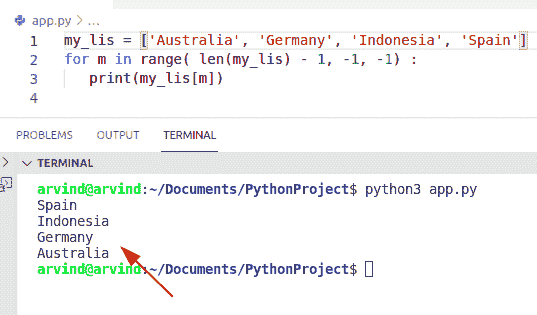 app.py > ...
1 my_lis = ['Australia', 'Germany', 'Indonesia', 'Spain']
2 for m in range( len(my_lis) - 1, -1, -1) :
3     print(my_lis[m])
4
PROBLEMS OUTPUT TERMINAL
TERMINAL
arvind@arvind:~/Documents/PythonProject$ python3 app.py
Spain
Indonesia
Germany
Australia
arvind@arvind:~/Documents/PythonProject$